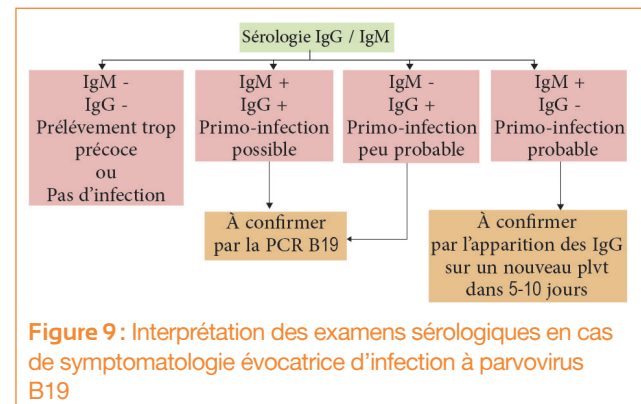 Sérologie IgG / IgM
IgM -
IgG -
Prélévement trop
précoce
ou
Pas d'infection
IgM +
IgG +
Primo-infection
possible
IgM -
IgG +
Primo-infection
peu probable
IgM +
IgG -
Primo-infection
probable
À confirmer
par la PCR B19
À confirmer
par l'apparition des IgG
sur un nouveau plvt
dans 5-10 jours
Figure 9 : Interprétation des examens sérologiques en cas
de symptomatologie évocatrice d'infection à parvovirus
B19